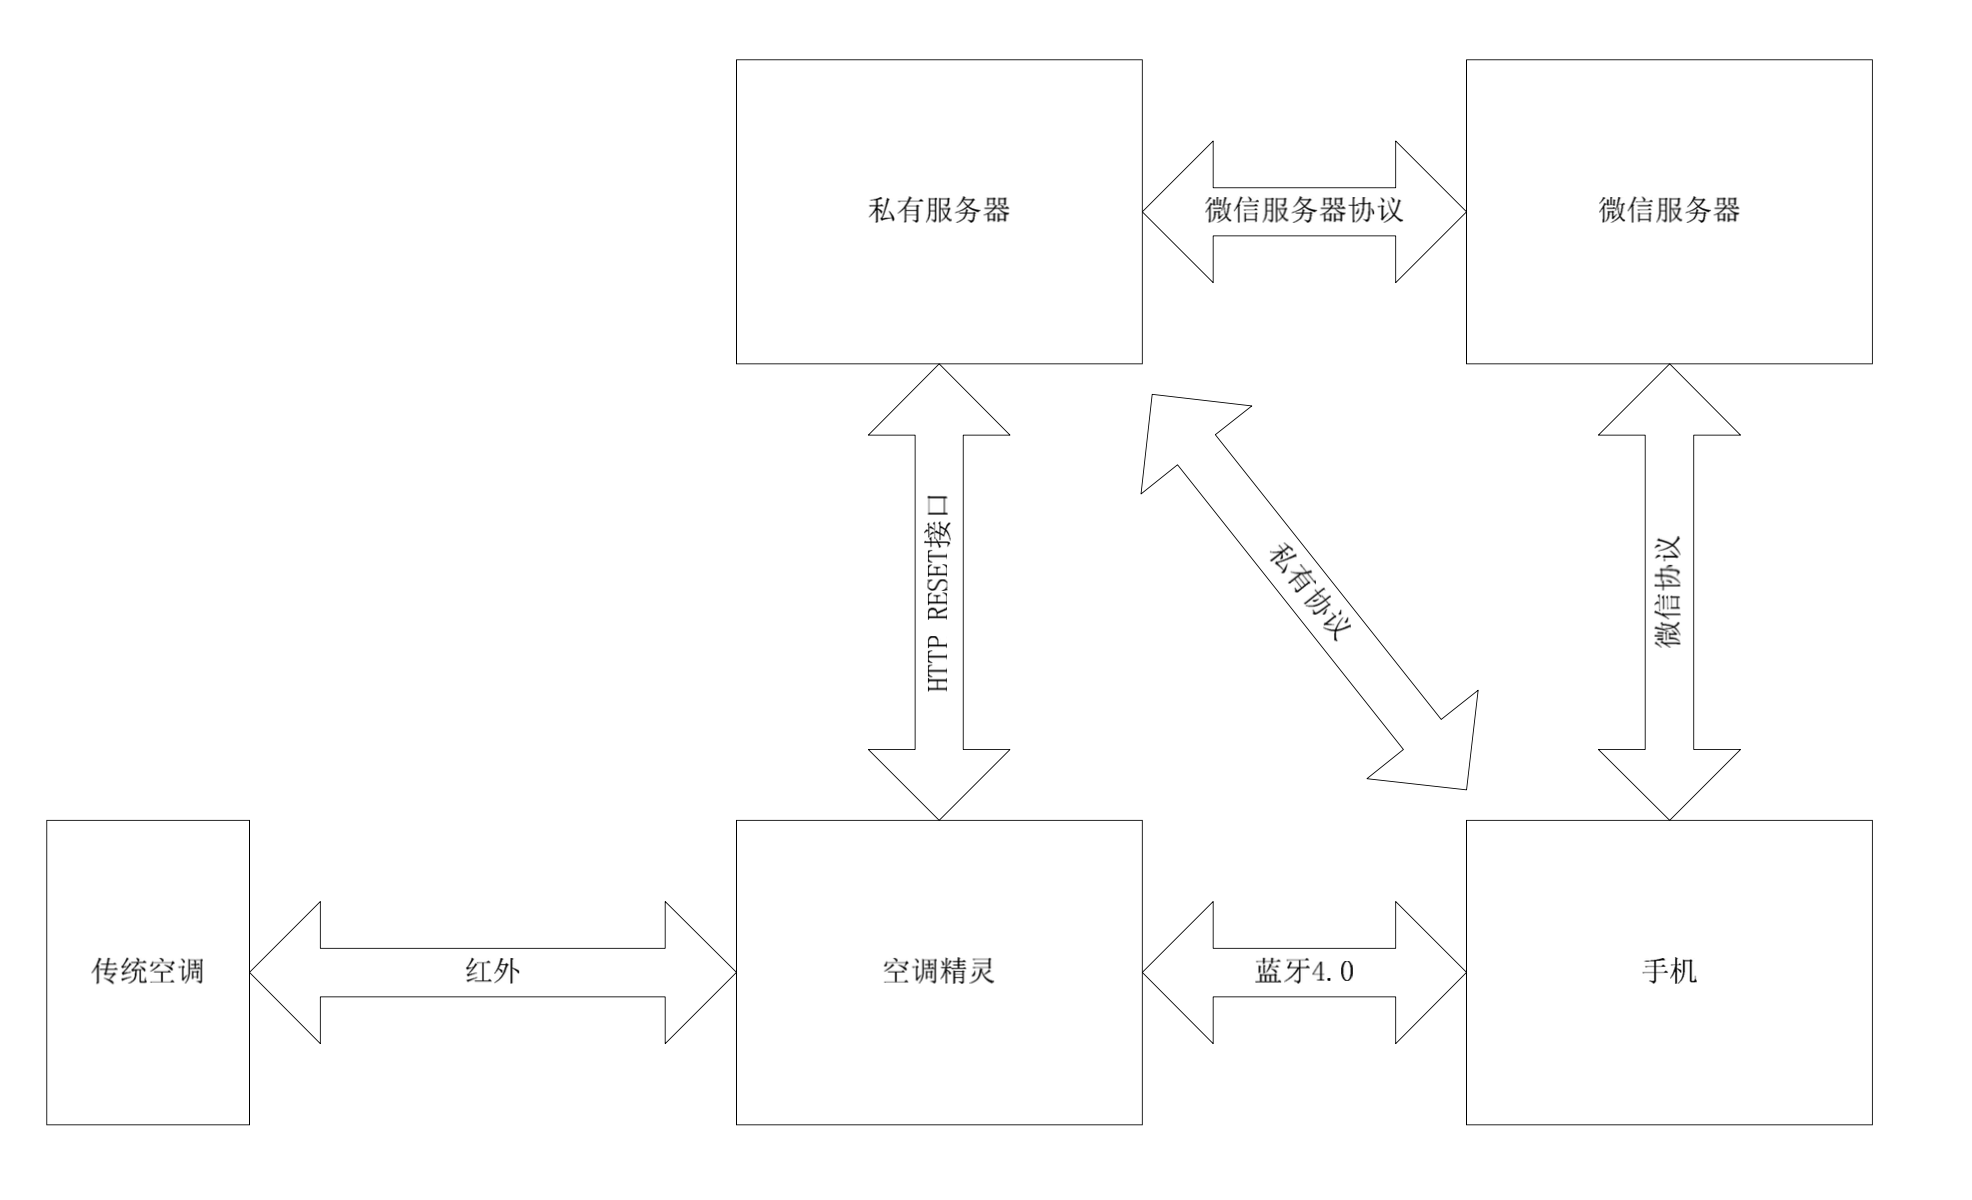 私有服务器
微信服务器协议
微信服务器
HTTP RESET接口
私有协议
微信协议
传统空调
红外
空调精灵
蓝牙4.0
手机